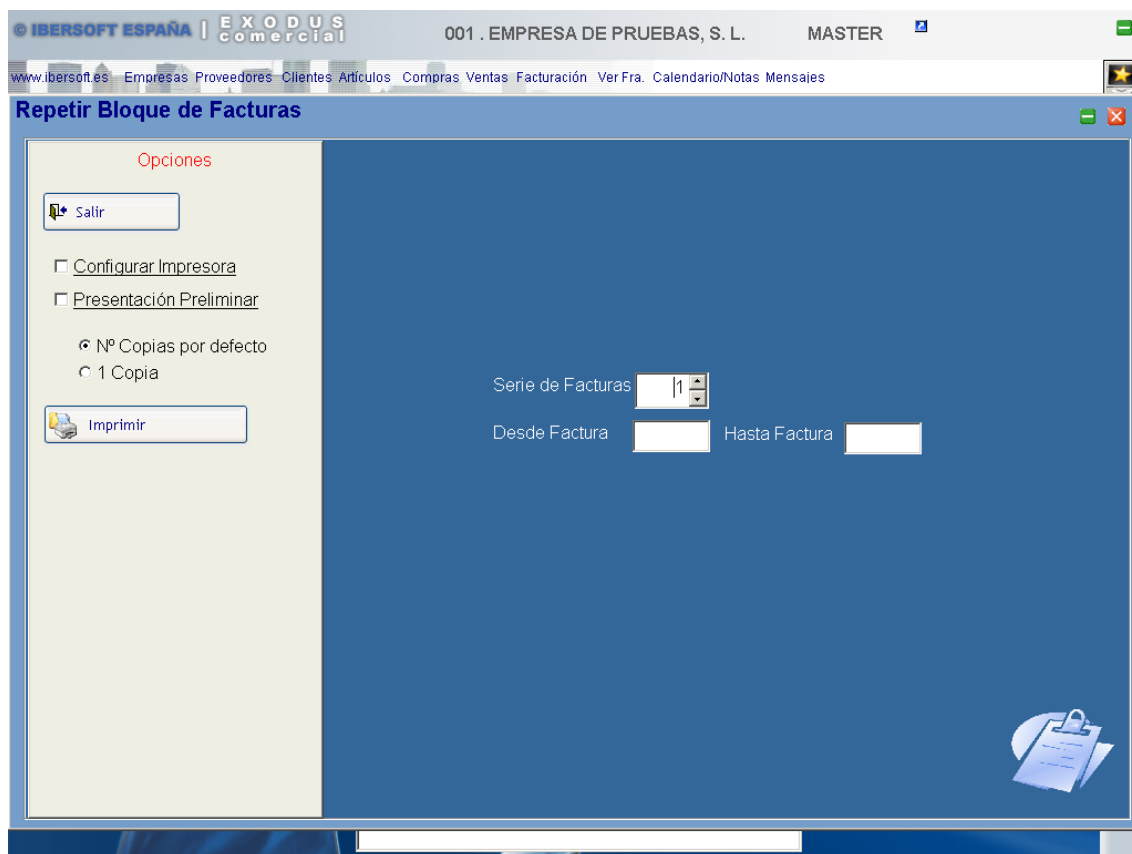 © IBERSOFT ESPAÑA | EXODUS comercial 001 . EMPRESA DE PRUEBAS, S. L. MASTER
www.ibersoft.es Empresas Proveedores Clientes Artículos Compras Ventas Facturación Ver Fra. Calendario/Notas Mensajes
Repetir Bloque de Facturas
Opciones
Salir
Configurar Impresora
Presentación Preliminar
Nº Copias por defecto
1 Copia
Imprimir
Serie de Facturas 1
Desde Factura Hasta Factura